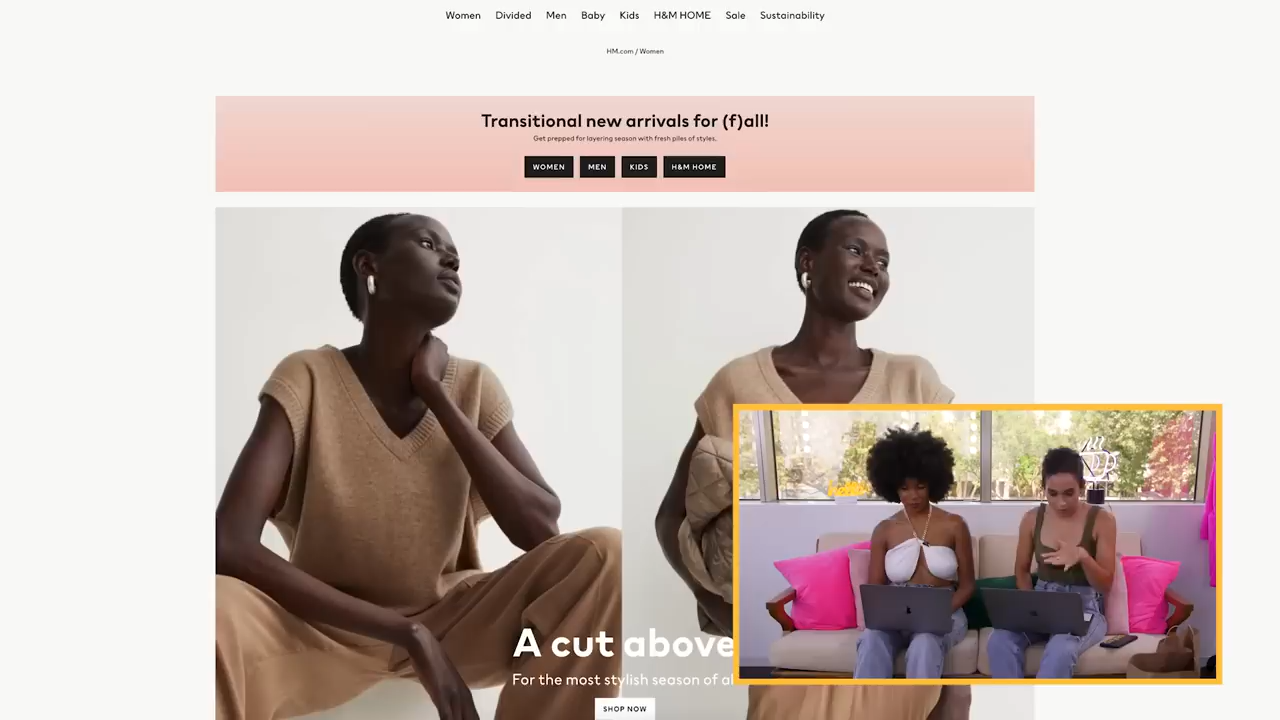 Women Divided Men Baby Kids H&M HOME Sale Sustainability
HM.com / Women
Transitional new arrivals for (f)all!
Get prepped for layering season with fresh piles of styles.
WOMEN MEN KIDS H&M HOME
A cut above
For the most stylish season of al
SHOP NOW
hello